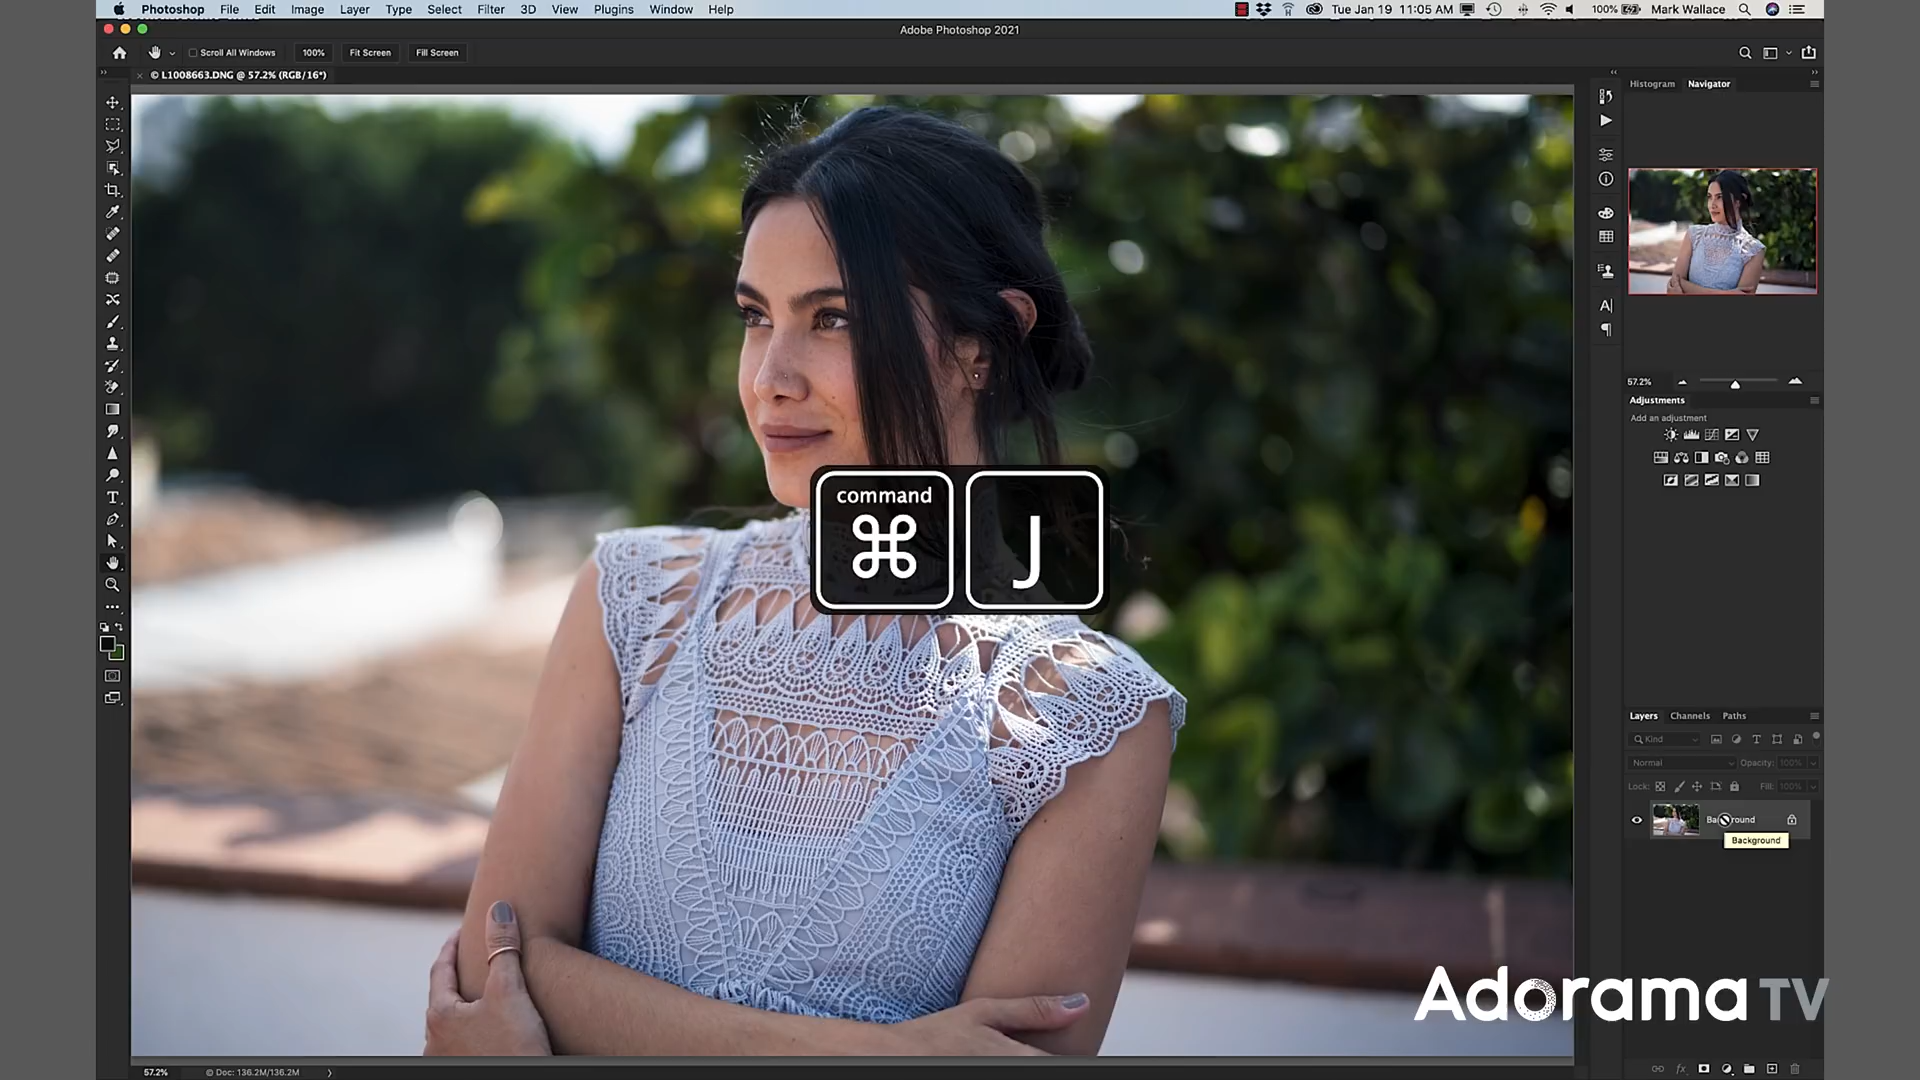 Photoshop File Edit Image Layer Type Select Filter 3D View Plugins Window Help
Tue Jan 19 11:05 AM 100% Mark Wallace
Adobe Photoshop 2021
Scroll All Windows 100% Fit Screen Fill Screen
© L1008663.DNG @ 57.2% (RGB/16*)
Histogram Navigator
57.2%
Adjustments
Add an adjustment
command
⌘ J
Layers Channels Paths
Kind
Normal Opacity: 100%
Lock: Fill: 100%
Background
Adorama TV
57.2% © Doc: 136.2M/136.2M